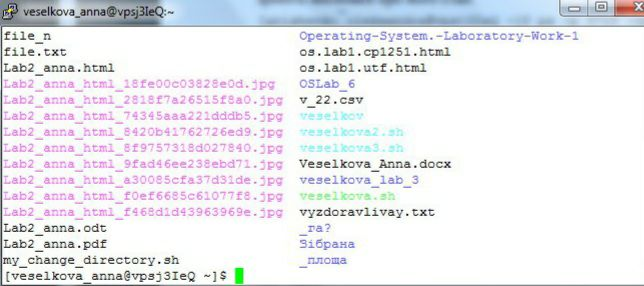 veselkova_anna@vpsj3IeQ:~
file_n Operating-System.-Laboratory-Work-1
file.txt os.lab1.cp1251.html
Lab2_anna.html os.lab1.utf.html
Lab2_anna_html_18fe00c03828e0d.jpg OSLab_6
Lab2_anna_html_2818f7a26515f8a0.jpg v_22.csv
Lab2_anna_html_74345aaa221dddb5.jpg veselkov
Lab2_anna_html_8420b41762726ed9.jpg veselkova2.sh
Lab2_anna_html_8f9757318d027840.jpg veselkova3.sh
Lab2_anna_html_9fad46ee238ebd71.jpg Veselkova_Anna.docx
Lab2_anna_html_a30085cfa37d31de.jpg veselkova_lab_3
Lab2_anna_html_f0ef6685c61077f8.jpg veselkova.sh
Lab2_anna_html_f468d1d43963969e.jpg vyzdoravlivay.txt
Lab2_anna.odt _га?
Lab2_anna.pdf Зібрана
my_change_directory.sh _площа
[veselkova_anna@vpsj3IeQ ~]$